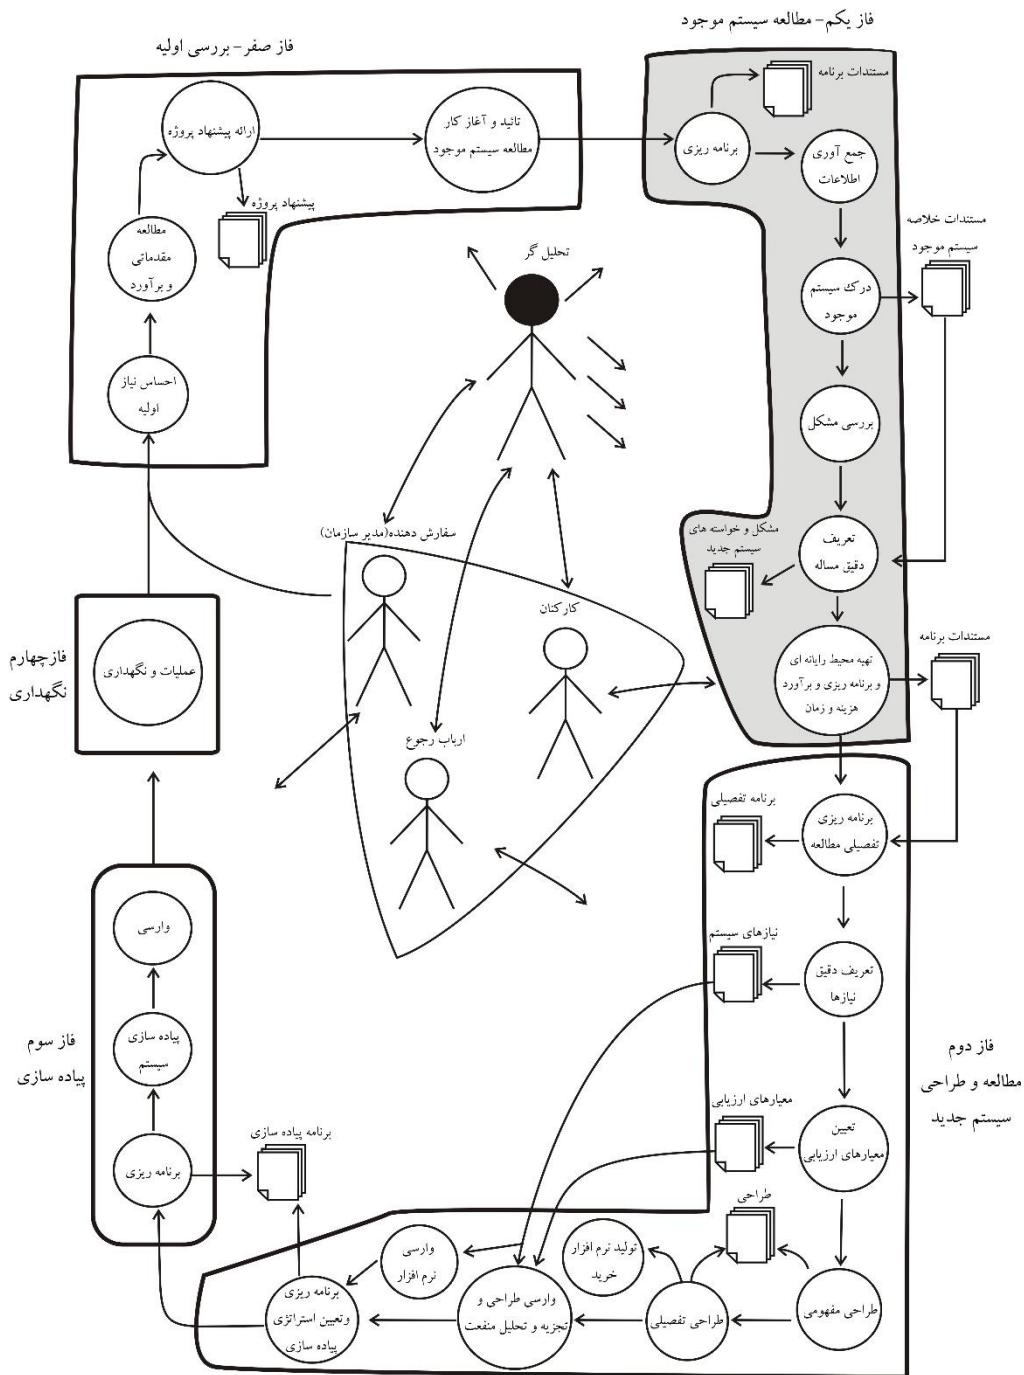 فاز صفر- بررسی اولیه
ارائه پیشنهاد پروژه
تائید و آغاز کار
مطالعه سیستم موجود
پیشنهاد پروژه
مطالعه
مقدماتی
و برآورد
احساس نیاز
اولیه
فاز یکم- مطالعه سیستم موجود
مستندات برنامه
برنامه ریزی
جمع آوری
اطلاعات
مستندات خلاصه
سیستم موجود
درک سیستم
موجود
بررسی مشکل
تعریف
دقیق مساله
مشکل و خواسته های
سیستم جدید
تهیه محیط رایانه ای
و برنامه ریزی و برآورد
هزینه و زمان
مستندات برنامه
تحلیل گر
سفارش دهنده(مدیر سازمان)
کارکنان
ارباب رجوع
فاز دوم
مطالعه و طراحی
سیستم جدید
برنامه تفصیلی
برنامه ریزی
تفصیلی مطالعه
نیازهای سیستم
تعریف دقیق
نیازها
معیارهای ارزیابی
تعیین
معیارهای ارزیابی
طراحی
طراحی مفهومی
طراحی تفصیلی
تولید نرم افزار
خرید
وارسی طراحی و
تجزیه و تحلیل منفعت
وارسی
نرم افزار
برنامه ریزی
وتعیین استراتژی
پیاده سازی
برنامه پیاده سازی
فاز سوم
پیاده سازی
برنامه ریزی
پیاده سازی
سیستم
وارسی
فازچهارم
نگهداری
عملیات و نگهداری